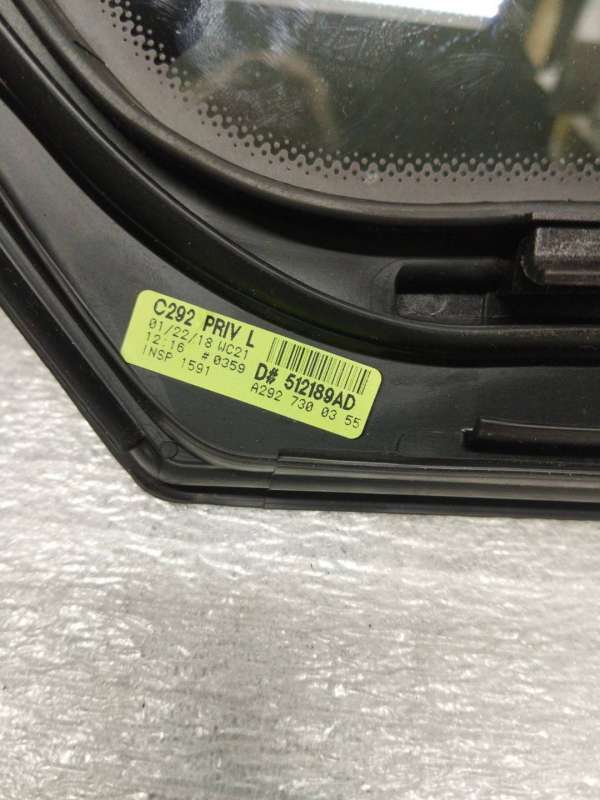 C292 PRIV L
01/22/18 WC21
12:16 #0359
INSP 1591
D# 512189AD
A292 730 03 55